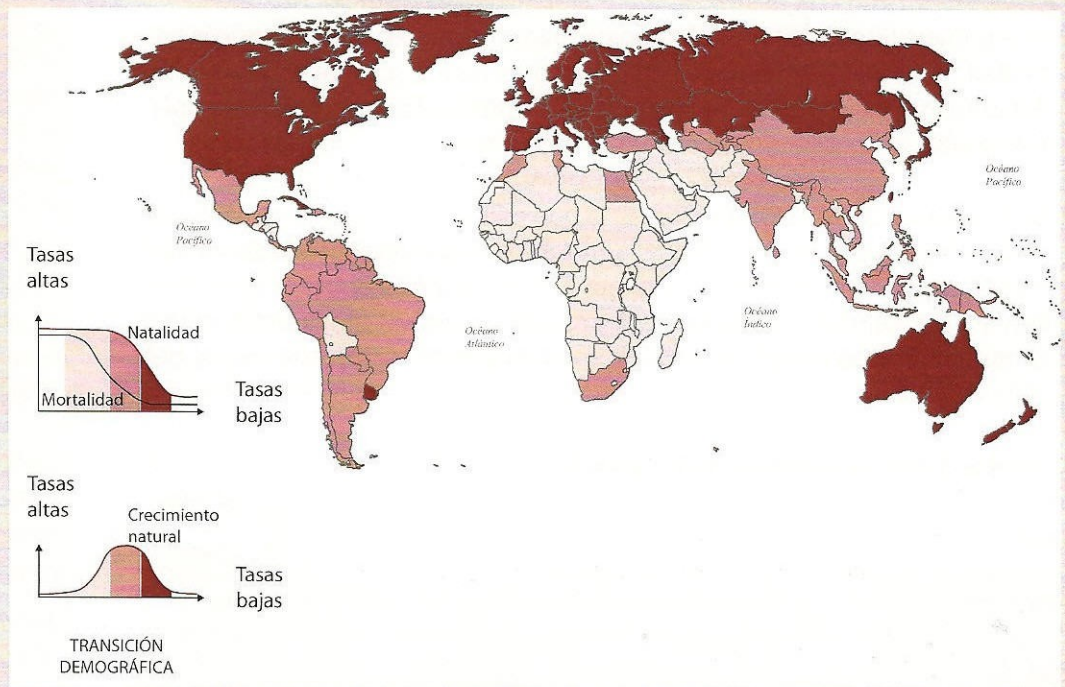 Océano
Pacífico
Océano
Pacífico
Océano
Atlántico
Océano
Índico
Tasas
altas
Natalidad
Mortalidad
Tasas
bajas
Tasas
altas
Crecimiento
natural
Tasas
bajas
TRANSICIÓN
DEMOGRÁFICA